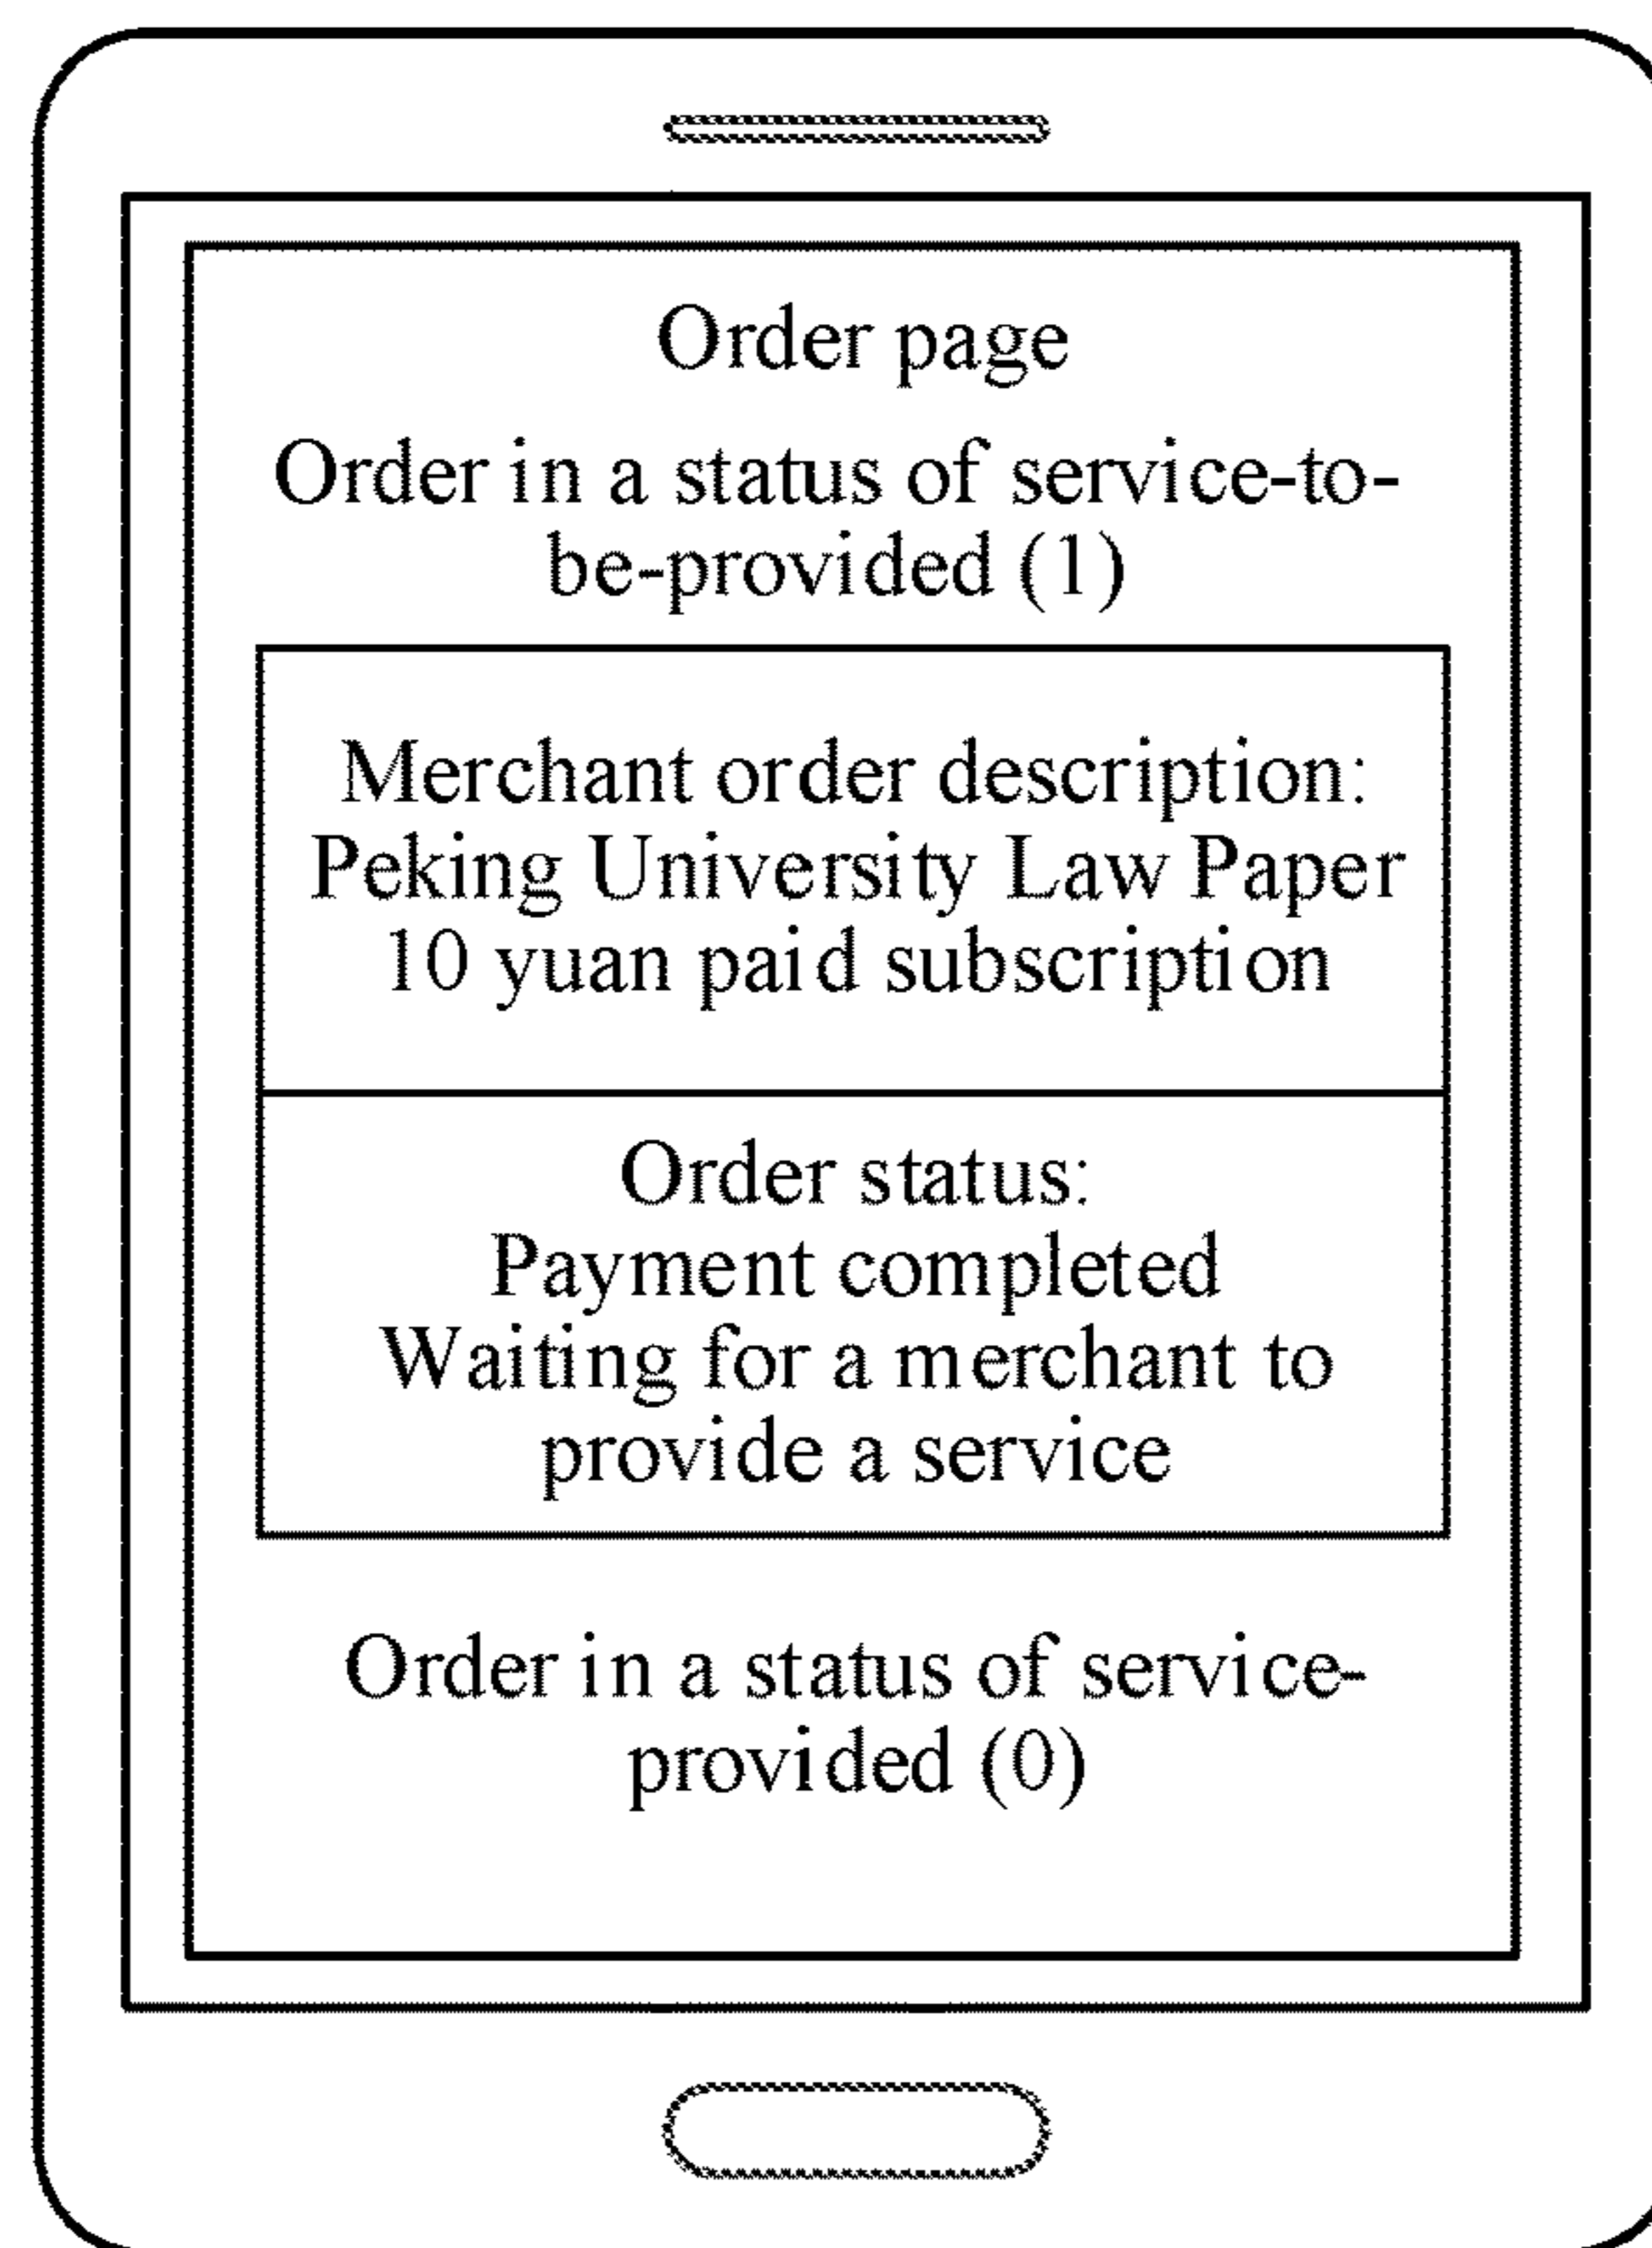 Order page
Order in a status of service-to-
be-provided (1)
Merchant order description:
Peking University Law Paper
10 yuan paid subscription
Order status:
Payment completed
Waiting for a merchant to
provide a service
Order in a status of service-
provided (0)